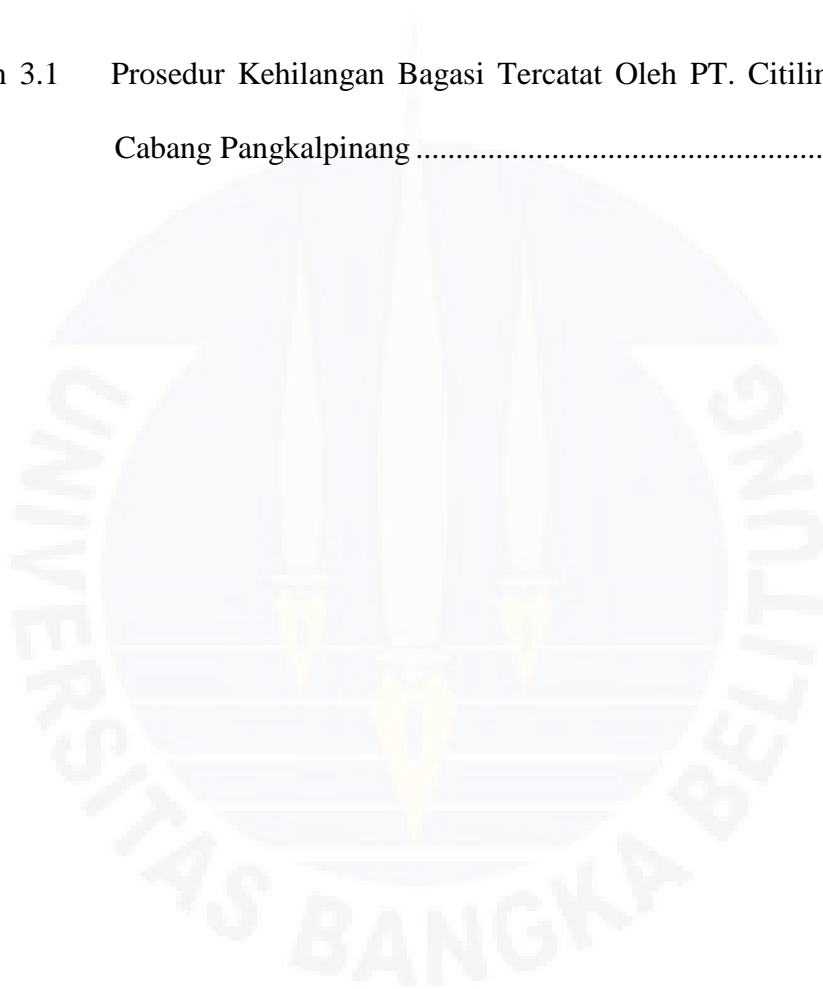 n 3.1 Prosedur Kehilangan Bagasi Tercatat Oleh PT. Citilin
Cabang Pangkalpinang ....................................................
UNIVERSITAS BANGKA BELITUNG